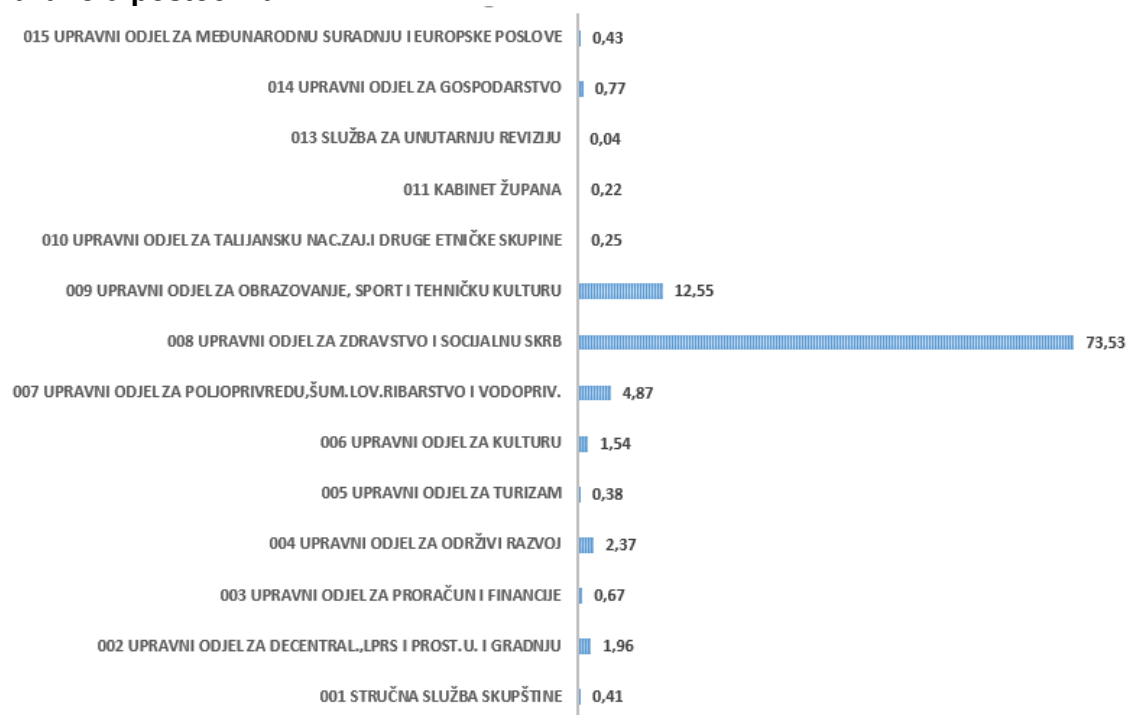 015 UPRAVNI ODJEL ZA MEĐUNARODNU SURADNJU I EUROPSKE POSLOVE 0,43
014 UPRAVNI ODJEL ZA GOSPODARSTVO 0,77
013 SLUŽBA ZA UNUTARNJU REVIZIJU 0,04
011 KABINET ŽUPANA 0,22
010 UPRAVNI ODJEL ZA TALIJANSKU NAC.ZAJ.I DRUGE ETNIČKE SKUPINE 0,25
009 UPRAVNI ODJEL ZA OBRAZOVANJE, SPORT I TEHNIČKU KULTURU 12,55
008 UPRAVNI ODJEL ZA ZDRAVSTVO I SOCIJALNU SKRB 73,53
007 UPRAVNI ODJEL ZA POLJOPRIVREDU,ŠUM.LOV.RIBARSTVO I VODOPRIV. 4,87
006 UPRAVNI ODJEL ZA KULTURU 1,54
005 UPRAVNI ODJEL ZA TURIZAM 0,38
004 UPRAVNI ODJEL ZA ODRŽIVI RAZVOJ 2,37
003 UPRAVNI ODJEL ZA PRORAČUN I FINANCIJE 0,67
002 UPRAVNI ODJEL ZA DECENTRAL.,LPRS I PROST.U. I GRADNJU 1,96
001 STRUČNA SLUŽBA SKUPŠTINE 0,41